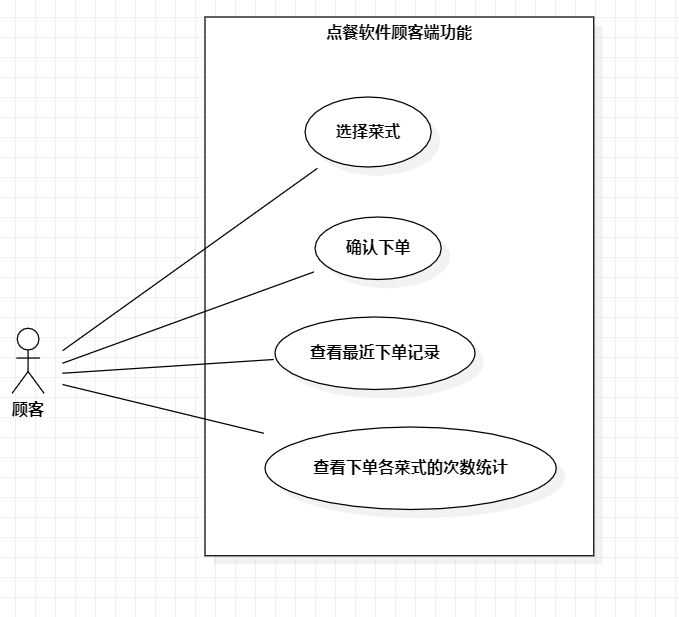 点餐软件顾客端功能
选择菜式
确认下单
查看最近下单记录
顾客
查看下单各菜式的次数统计